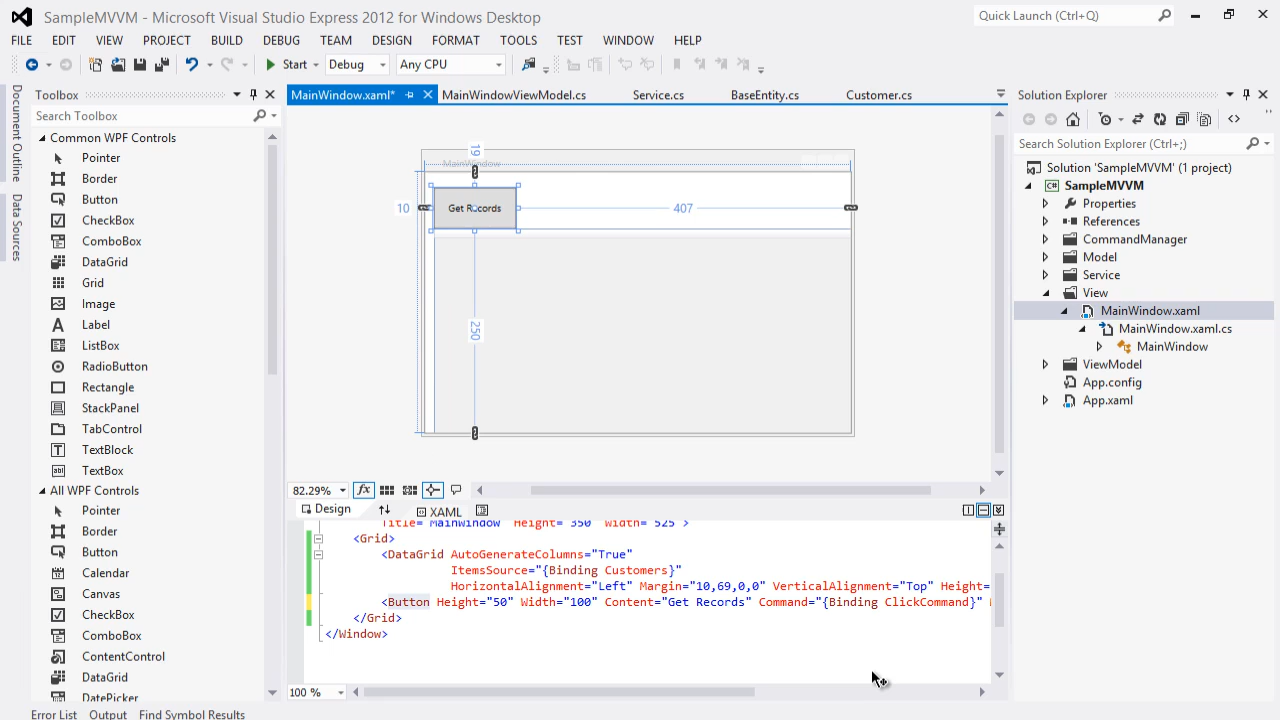 SampleMVVM - Microsoft Visual Studio Express 2012 for Windows Desktop
Quick Launch (Ctrl+Q)
FILE EDIT VIEW PROJECT BUILD DEBUG TEAM DESIGN FORMAT TOOLS TEST WINDOW HELP
Start Debug Any CPU
Document Outline
Data Sources
Toolbox
Search Toolbox
Common WPF Controls
Pointer
Border
Button
CheckBox
ComboBox
DataGrid
Grid
Image
Label
ListBox
RadioButton
Rectangle
StackPanel
TabControl
TextBlock
TextBox
All WPF Controls
Pointer
Border
Button
Calendar
Canvas
CheckBox
ComboBox
ContentControl
DataGrid
DatePicker
MainWindow.xaml* MainWindowViewModel.cs Service.cs BaseEntity.cs Customer.cs
19
MainWindow
10
Get Records
407
250
82.29%
Design XAML
Title="MainWindow" Height="350" Width="525">
<Grid>
<DataGrid AutoGenerateColumns="True"
ItemsSource="{Binding Customers}"
HorizontalAlignment="Left" Margin="10,69,0,0" VerticalAlignment="Top" Height=
<Button Height="50" Width="100" Content="Get Records" Command="{Binding ClickCommand}"
</Grid>
</Window>
100 %
Solution Explorer
Search Solution Explorer (Ctrl+;)
Solution 'SampleMVVM' (1 project)
SampleMVVM
Properties
References
CommandManager
Model
Service
View
MainWindow.xaml
MainWindow.xaml.cs
MainWindow
ViewModel
App.config
App.xaml
Error List Output Find Symbol Results